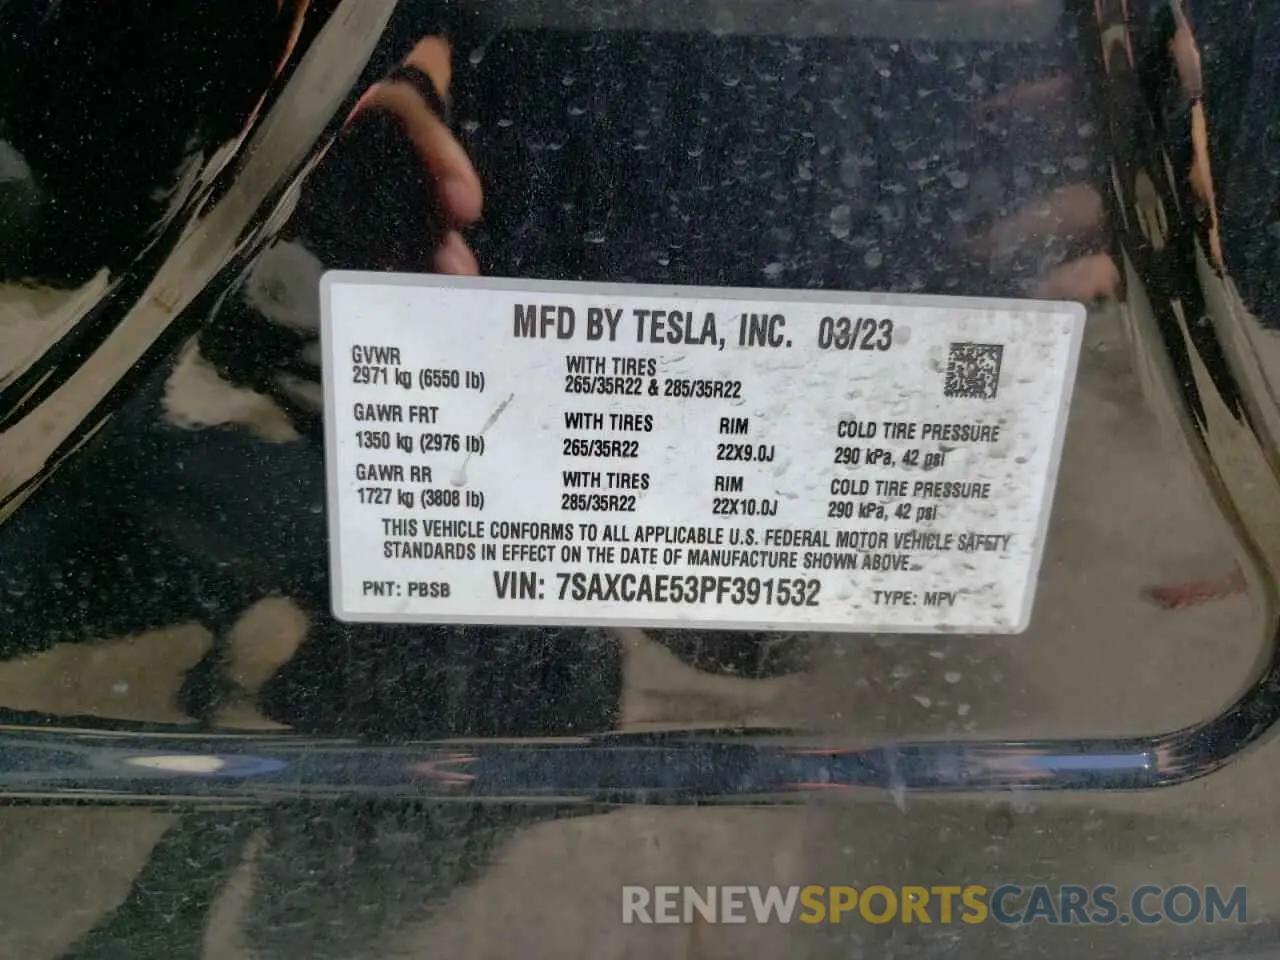 MFD BY TESLA, INC. 03/23
GVWR
2971 kg (6550 lb)
WITH TIRES
265/35R22 & 285/35R22
GAWR FRT
1350 kg (2976 lb)
WITH TIRES
265/35R22
RIM
22X9.0J
COLD TIRE PRESSURE
290 kPa, 42 psi
GAWR RR
1727 kg (3808 lb)
WITH TIRES
285/35R22
RIM
22X10.0J
COLD TIRE PRESSURE
290 kPa, 42 psi
THIS VEHICLE CONFORMS TO ALL APPLICABLE U.S. FEDERAL MOTOR VEHICLE SAFETY
STANDARDS IN EFFECT ON THE DATE OF MANUFACTURE SHOWN ABOVE.
PNT: PBSB VIN: 7SAXCAE53PF391532 TYPE: MPV
RENEWSPORTSCARS.COM